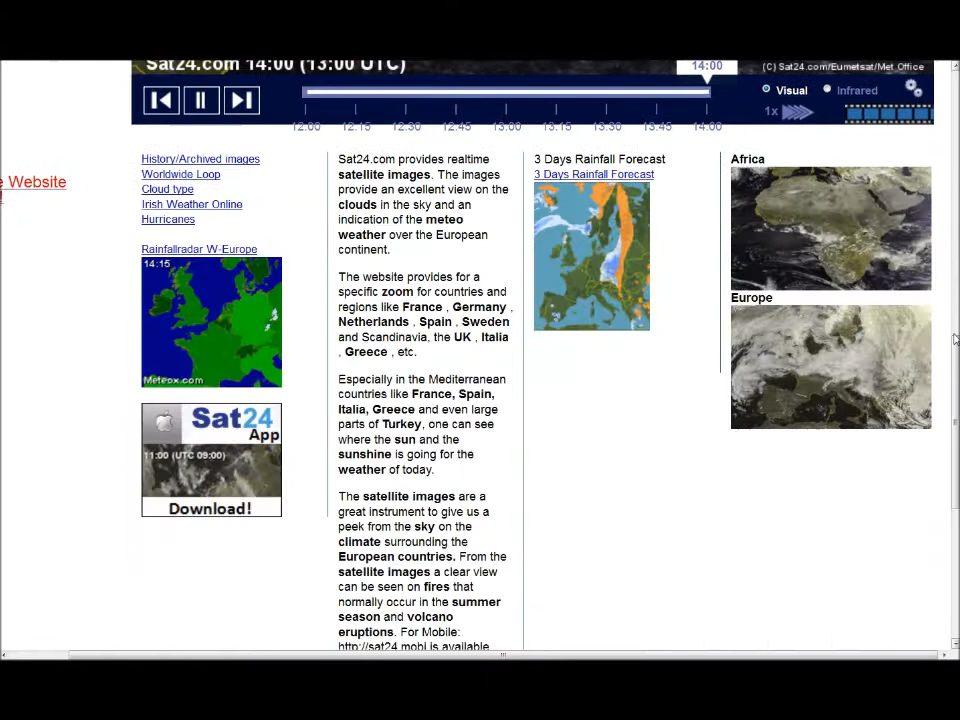 Sat24.com 14:00 (13:00 UTC)
14:00
(C) Sat24.com/Eumetsat/Met Office
Visual
Infrared
1x
12:00
12:15
12:30
12:45
13:00
13:15
13:30
13:45
14:00
e Website
History/Archived images
Worldwide Loop
Cloud type
Irish Weather Online
Hurricanes
Rainfallradar W-Europe
14:15
Meteox.com
Sat24
App
11:00 (UTC 09:00)
Download!
Sat24.com provides realtime
satellite images. The images
provide an excellent view on the
clouds in the sky and an
indication of the meteo
weather over the European
continent.
The website provides for a
specific zoom for countries and
regions like France , Germany ,
Netherlands , Spain , Sweden
and Scandinavia, the UK , Italia
, Greece , etc.
Especially in the Mediterranean
countries like France, Spain,
Italia, Greece and even large
parts of Turkey, one can see
where the sun and the
sunshine is going for the
weather of today.
The satellite images are a
great instrument to give us a
peek from the sky on the
climate surrounding the
European countries. From the
satellite images a clear view
can be seen on fires that
normally occur in the summer
season and volcano
eruptions. For Mobile:
http://sat24.mobi is available
3 Days Rainfall Forecast
3 Days Rainfall Forecast
Africa
Europe